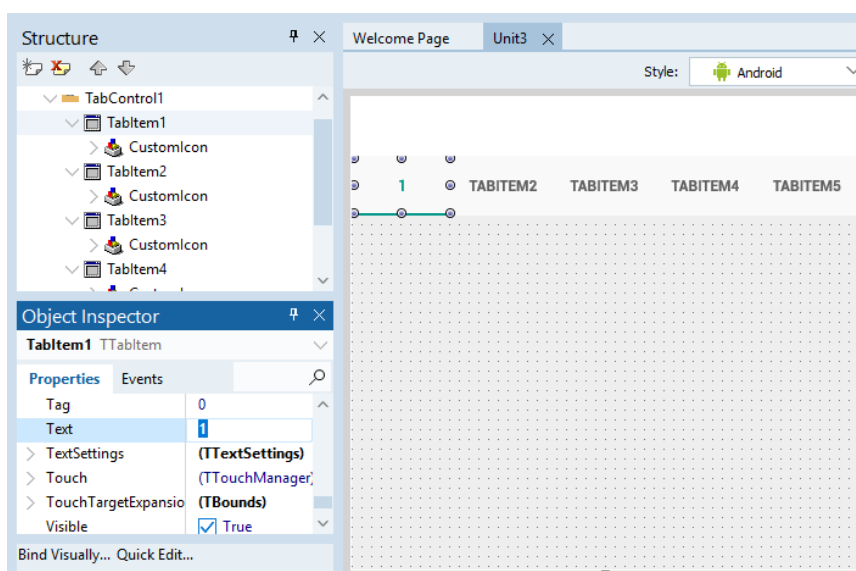 Structure
Welcome Page
Unit3
Style: Android
TabControl1
TabItem1
CustomIcon
TabItem2
CustomIcon
TabItem3
CustomIcon
TabItem4
1 TABITEM2 TABITEM3 TABITEM4 TABITEM5
Object Inspector
TabItem1 TTabItem
Properties Events
Tag 0
Text 1
TextSettings (TTextSettings)
Touch (TTouchManager)
TouchTargetExpansio (TBounds)
Visible True
Bind Visually... Quick Edit...